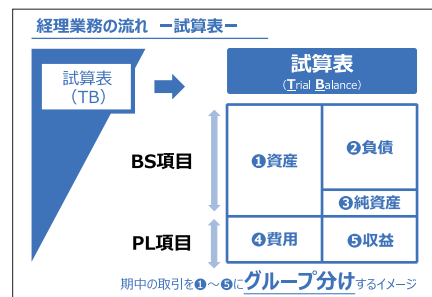 経理業務の流れ －試算表－
試算表
（TB）
試算表
（Trial Balance）
BS項目
❶資産
❷負債
❸純資産
PL項目
❹費用
❺収益
期中の取引を❶～❺にグループ分けするイメージ